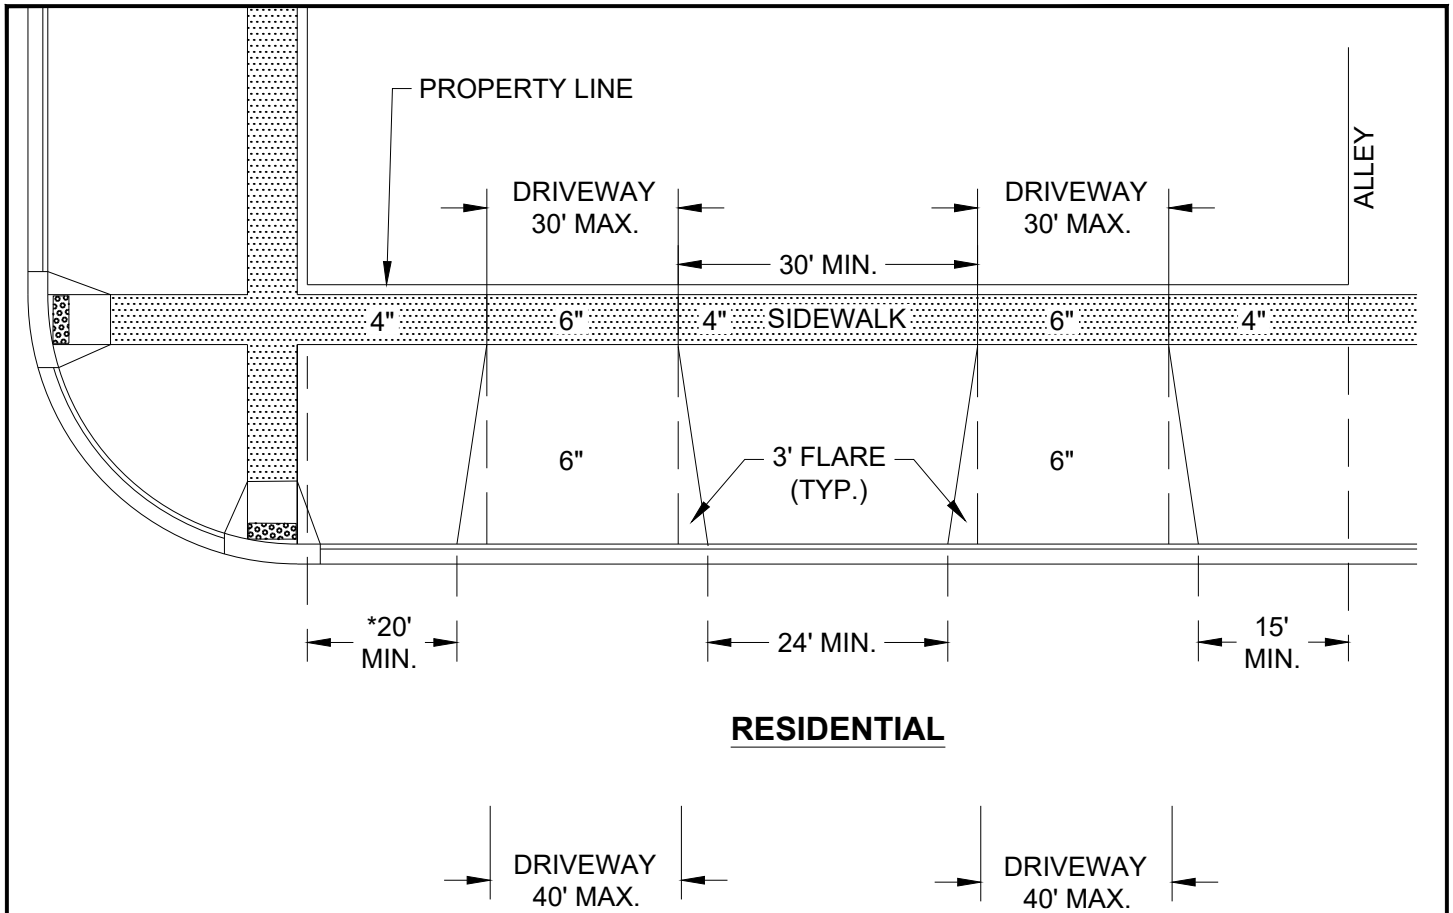 PROPERTY LINE
ALLEY
DRIVEWAY
30' MAX.
DRIVEWAY
30' MAX.
30' MIN.
4" 6" 4" SIDEWALK 6" 4"
6" 3' FLARE 6"
(TYP.)
*20'
MIN.
24' MIN.
15'
MIN.
RESIDENTIAL
DRIVEWAY
40' MAX.
DRIVEWAY
40' MAX.